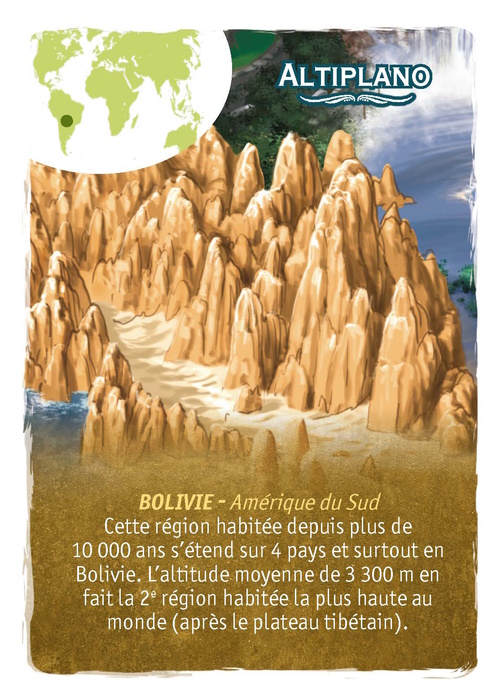 ALTIPLANO
BOLIVIE - Amérique du Sud
Cette région habitée depuis plus de
10 000 ans s'étend sur 4 pays et surtout en
Bolivie. L'altitude moyenne de 3 300 m en
fait la 2e région habitée la plus haute au
monde (après le plateau tibétain).